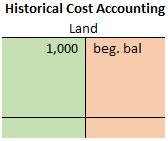 Historical Cost Accounting
Land
1,000 beg. bal